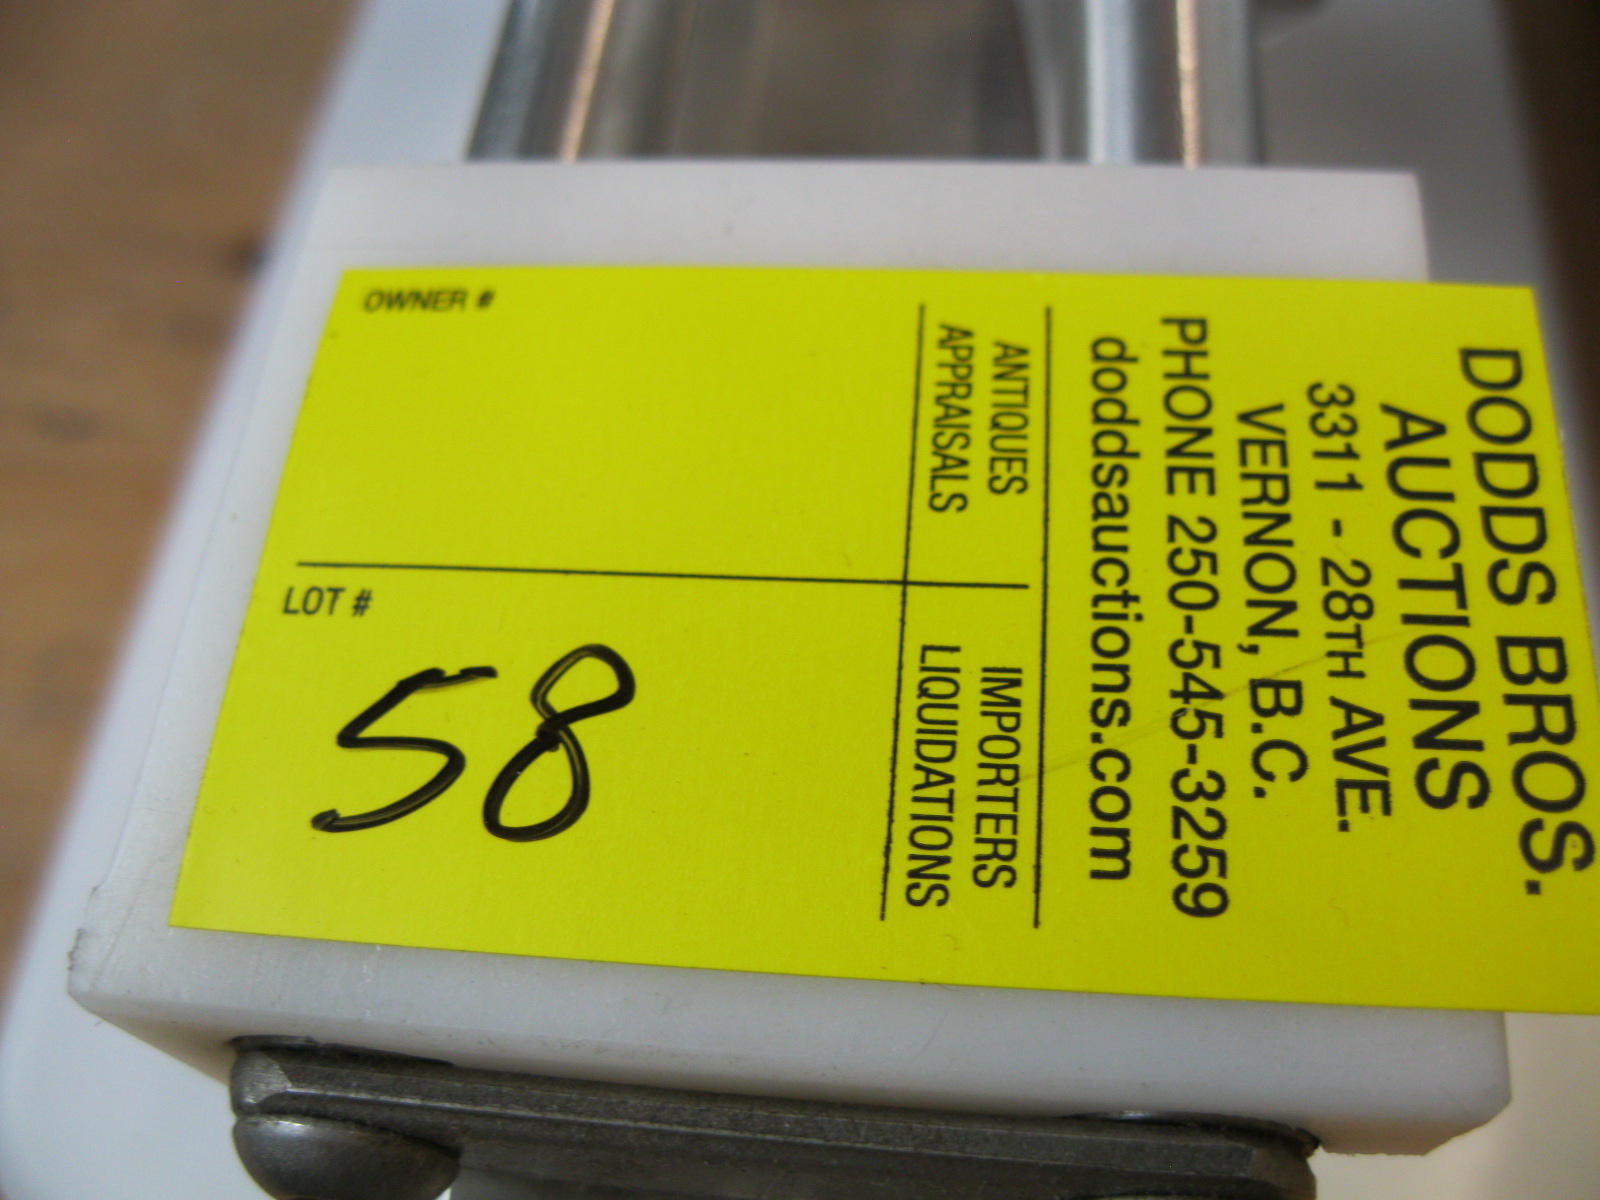 DODDS BROS.
AUCTIONS
3311 - 28TH AVE.
VERNON, B.C.
PHONE 250-545-3259
doddsauctions.com
ANTIQUES
APPRAISALS
IMPORTERS
LIQUIDATIONS
OWNER #
LOT #
58